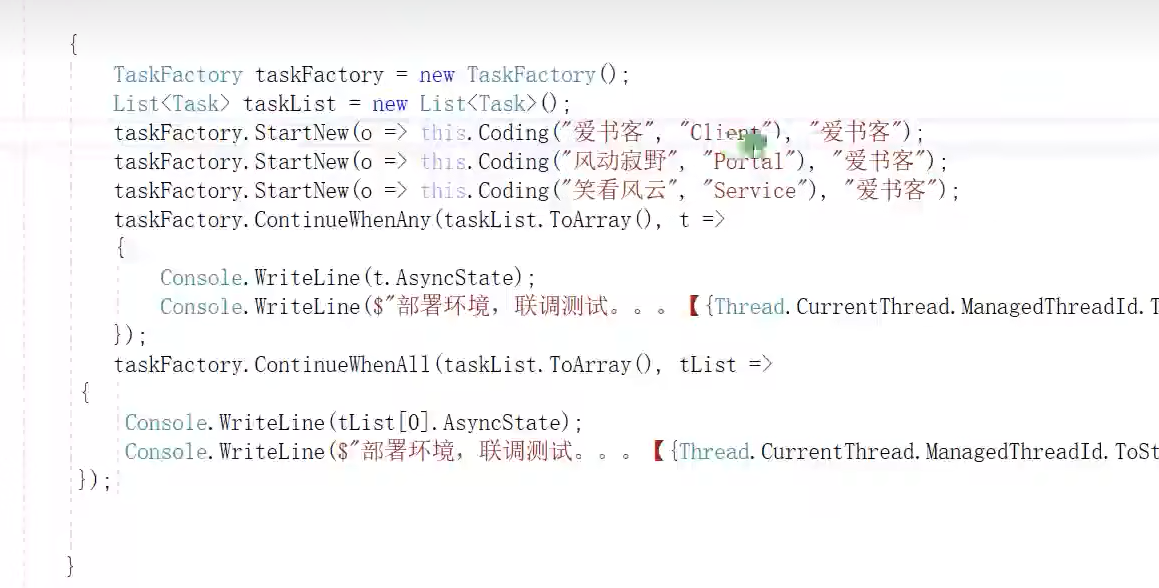 {
TaskFactory taskFactory = new TaskFactory();
List<Task> taskList = new List<Task>();
taskFactory.StartNew(o => this.Coding("爱书客", "Client"), "爱书客");
taskFactory.StartNew(o => this.Coding("风动寂野", "Portal"), "爱书客");
taskFactory.StartNew(o => this.Coding("笑看风云", "Service"), "爱书客");
taskFactory.ContinueWhenAny(taskList.ToArray(), t =>
{
Console.WriteLine(t.AsyncState);
Console.WriteLine($"部署环境，联调测试。。。【{Thread.CurrentThread.ManagedThreadId.T
});
taskFactory.ContinueWhenAll(taskList.ToArray(), tList =>
{
Console.WriteLine(tList[0].AsyncState);
Console.WriteLine($"部署环境，联调测试。。。【{Thread.CurrentThread.ManagedThreadId.ToSt
});
}